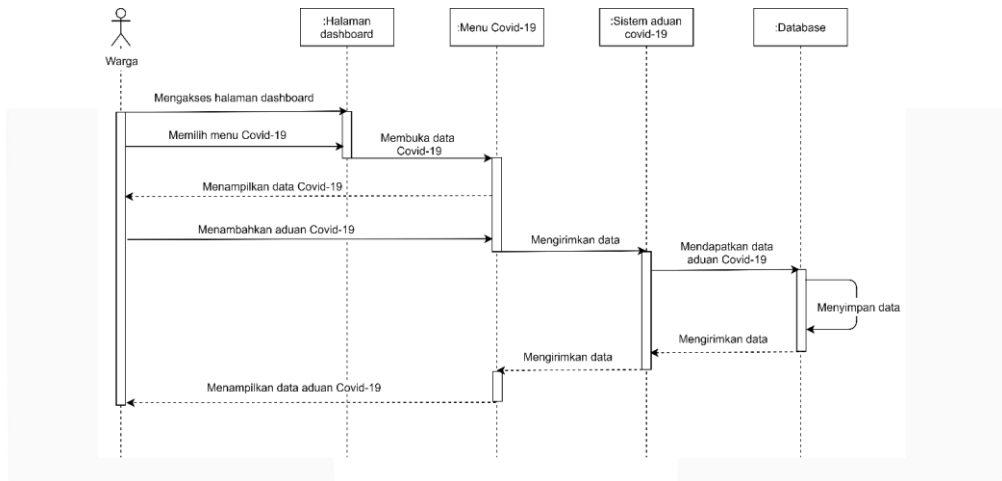 :Halaman
dashboard
:Menu Covid-19
:Sistem aduan
covid-19
:Database
Warga
Mengakses halaman dashboard
Memilih menu Covid-19
Membuka data
Covid-19
Menampilkan data Covid-19
Menambahkan aduan Covid-19
Mengirimkan data
Mendapatkan data
aduan Covid-19
Menyimpan data
Mengirimkan data
Mengirimkan data
Menampilkan data aduan Covid-19